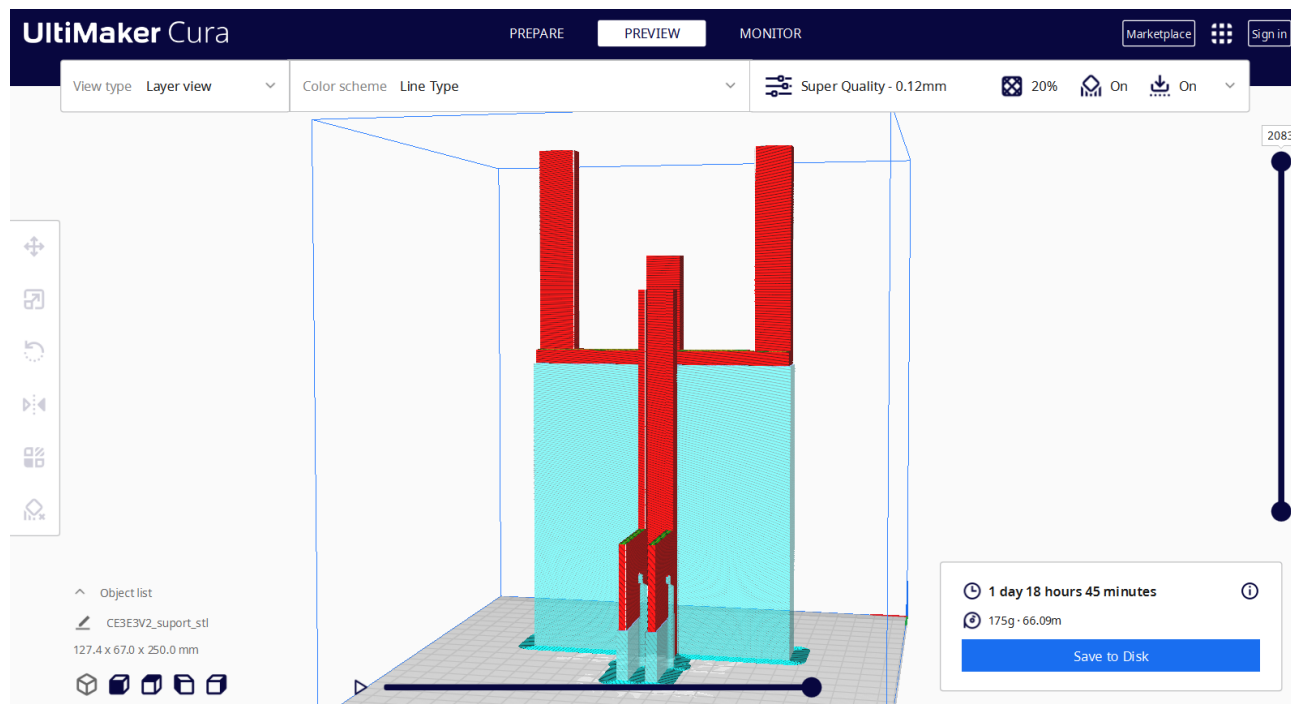 UltiMaker Cura
PREPARE
PREVIEW
MONITOR
Marketplace
Sign in
View type Layer view
Color scheme Line Type
Super Quality - 0.12mm
20%
On
On
2083
Object list
CE3E3V2_suport_stl
127.4 x 67.0 x 250.0 mm
1 day 18 hours 45 minutes
175g · 66.09m
Save to Disk